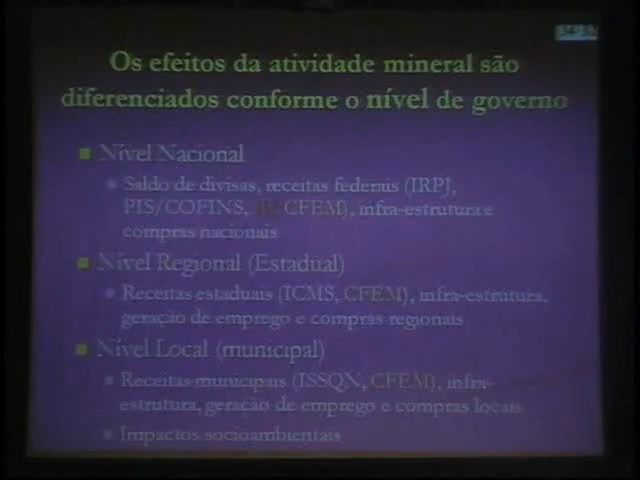 Os efeitos da atividade mineral são
diferenciados conforme o nível de governo
Nível Nacional
Saldo de divisas, receitas federais (IRPJ,
PIS/COFINS, CFEM), infra-estrutura e
compras nacionais
Nível Regional (Estadual)
Receitas estaduais (ICMS, CFEM), infra-estrutura,
geração de emprego e compras regionais
Nível Local (municipal)
Receitas municipais (ISSQN, CFEM), infra-
estrutura, geração de emprego e compras locais
Impactos socioambientais